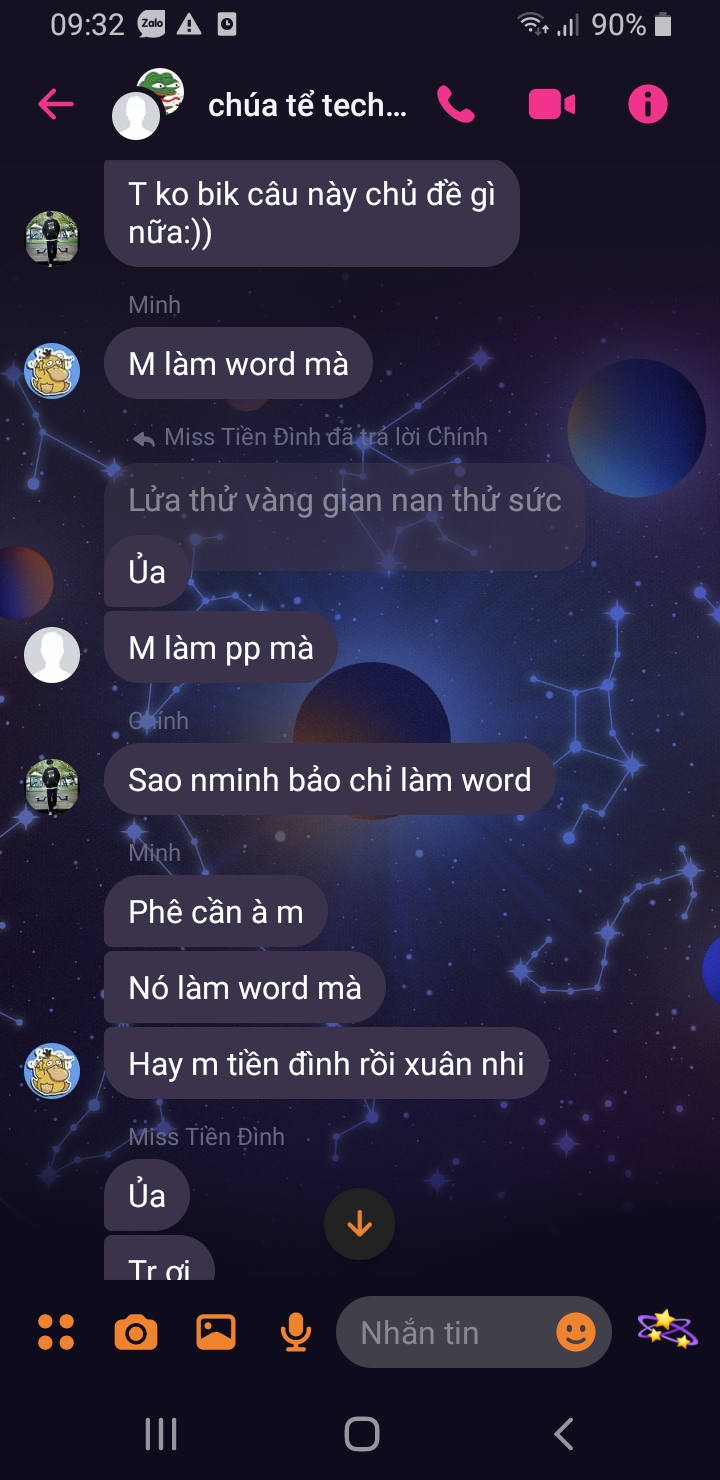 09:32
Zalo
90%
chúa tể tech...
T ko bik câu này chủ đề gì
nữa:))
Minh
M làm word mà
Miss Tiền Đình đã trả lời Chính
Lửa thử vàng gian nan thử sức
Ủa
M làm pp mà
Chính
Sao nminh bảo chỉ làm word
Minh
Phê cần à m
Nó làm word mà
Hay m tiền đình rồi xuân nhi
Miss Tiền Đình
Ủa
Tr ơi
Nhắn tin